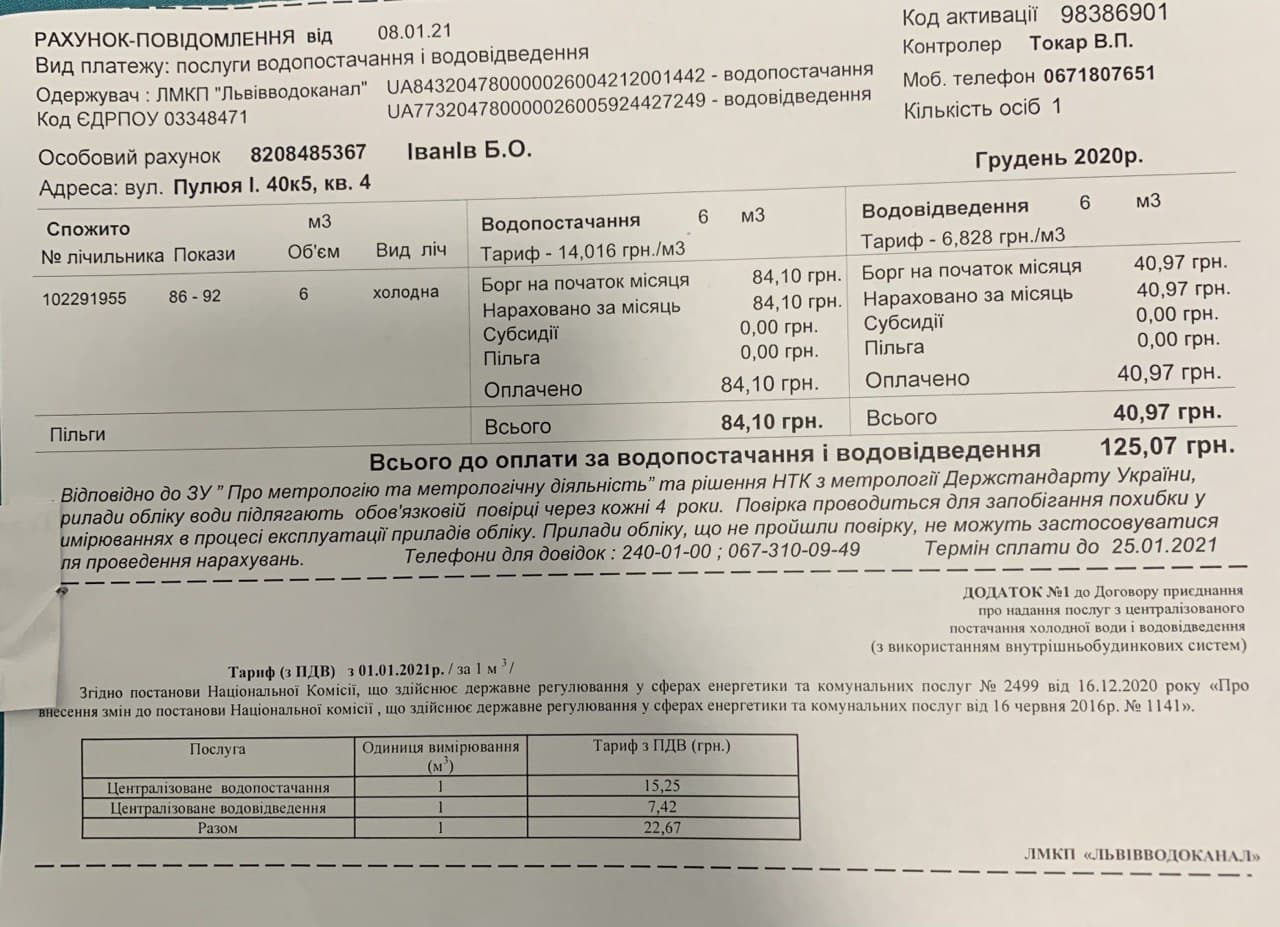 РАХУНОК-ПОВІДОМЛЕННЯ від 08.01.21
Вид платежу: послуги водопостачання і водовідведення
Одержувач : ЛМКП "Львівводоканал" UA843204780000026004212001442 - водопостачання
Код ЄДРПОУ 03348471 UA773204780000026005924427249 - водовідведення
Код активації 98386901
Контролер Токар В.П.
Моб. телефон 0671807651
Кількість осіб 1
Особовий рахунок 8208485367 ІванІв Б.О.
Адреса: вул. Пулюя І. 40к5, кв. 4
Грудень 2020р.
Спожито м3
№ лічильника Покази Об'єм Вид ліч
102291955 86 - 92 6 холодна
Пільги
Водопостачання 6 м3
Тариф - 14,016 грн./м3
Борг на початок місяця 84,10 грн.
Нараховано за місяць 84,10 грн.
Субсидії 0,00 грн.
Пільга 0,00 грн.
Оплачено 84,10 грн.
Всього 84,10 грн.
Водовідведення 6 м3
Тариф - 6,828 грн./м3
Борг на початок місяця 40,97 грн.
Нараховано за місяць 40,97 грн.
Субсидії 0,00 грн.
Пільга 0,00 грн.
Оплачено 40,97 грн.
Всього 40,97 грн.
Всього до оплати за водопостачання і водовідведення 125,07 грн.
Відповідно до ЗУ " Про метрологію та метрологічну діяльність" та рішення НТК з метрології Держстандарту України,
рилади обліку води підлягають обов'язковій повірці через кожні 4 роки. Повірка проводиться для запобігання похибки у
имірюваннях в процесі експлуатації приладів обліку. Прилади обліку, що не пройшли повірку, не можуть застосовуватися
ля проведення нарахувань. Телефони для довідок : 240-01-00 ; 067-310-09-49 Термін сплати до 25.01.2021
ДОДАТОК №1 до Договору приєднання
про надання послуг з централізованого
постачання холодної води і водовідведення
(з використанням внутрішньобудинкових систем)
Тариф (з ПДВ) з 01.01.2021р. / за 1 м 3 /
Згідно постанови Національної Комісії, що здійснює державне регулювання у сферах енергетики та комунальних послуг № 2499 від 16.12.2020 року «Про
внесення змін до постанови Національної комісії , що здійснює державне регулювання у сферах енергетики та комунальних послуг від 16 червня 2016р. № 1141».
Послуга Одиниця вимірювання (м3) Тариф з ПДВ (грн.)
Централізоване водопостачання 1 15,25
Централізоване водовідведення 1 7,42
Разом 1 22,67
ЛМКП «ЛЬВІВВОДОКАНАЛ»